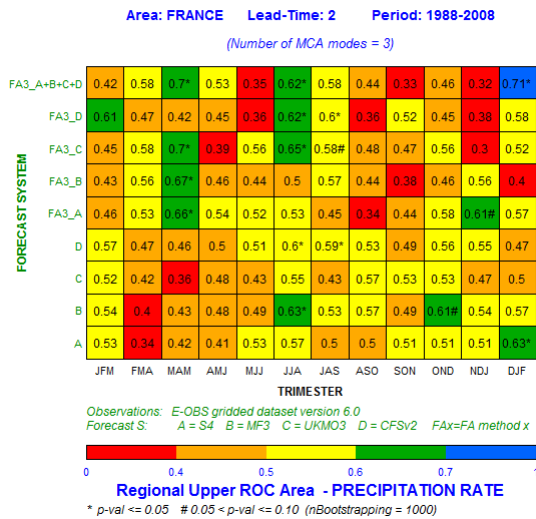 Area: FRANCE Lead-Time: 2 Period: 1988-2008
(Number of MCA modes = 3)
FORECAST SYSTEM
FA3_A+B+C+D 0.42 0.58 0.7* 0.53 0.35 0.62* 0.58 0.44 0.33 0.46 0.32 0.71*
FA3_D 0.61 0.47 0.42 0.45 0.36 0.62* 0.6* 0.36 0.52 0.45 0.38 0.58
FA3_C 0.45 0.58 0.7* 0.39 0.56 0.65* 0.58# 0.48 0.47 0.56 0.3 0.52
FA3_B 0.43 0.56 0.67* 0.46 0.44 0.5 0.57 0.44 0.38 0.46 0.56 0.4
FA3_A 0.46 0.53 0.66* 0.54 0.52 0.53 0.45 0.34 0.44 0.58 0.61# 0.57
D 0.57 0.47 0.46 0.5 0.51 0.6* 0.59* 0.53 0.49 0.56 0.55 0.47
C 0.52 0.42 0.36 0.48 0.43 0.55 0.43 0.57 0.53 0.53 0.47 0.5
B 0.54 0.4 0.43 0.48 0.49 0.63* 0.53 0.57 0.49 0.61# 0.54 0.57
A 0.53 0.34 0.42 0.41 0.53 0.57 0.5 0.5 0.51 0.51 0.51 0.63*
JFM FMA MAM AMJ MJJ JJA JAS ASO SON OND NDJ DJF
TRIMESTER
Observations: E-OBS gridded dataset version 6.0
Forecast S: A = S4 B = MF3 C = UKMO3 D = CFSv2 FAx=FA method x
0 0.4 0.5 0.6 0.7 1
Regional Upper ROC Area - PRECIPITATION RATE
* p-val <= 0.05 # 0.05 < p-val <= 0.10 (nBootstrapping = 1000)